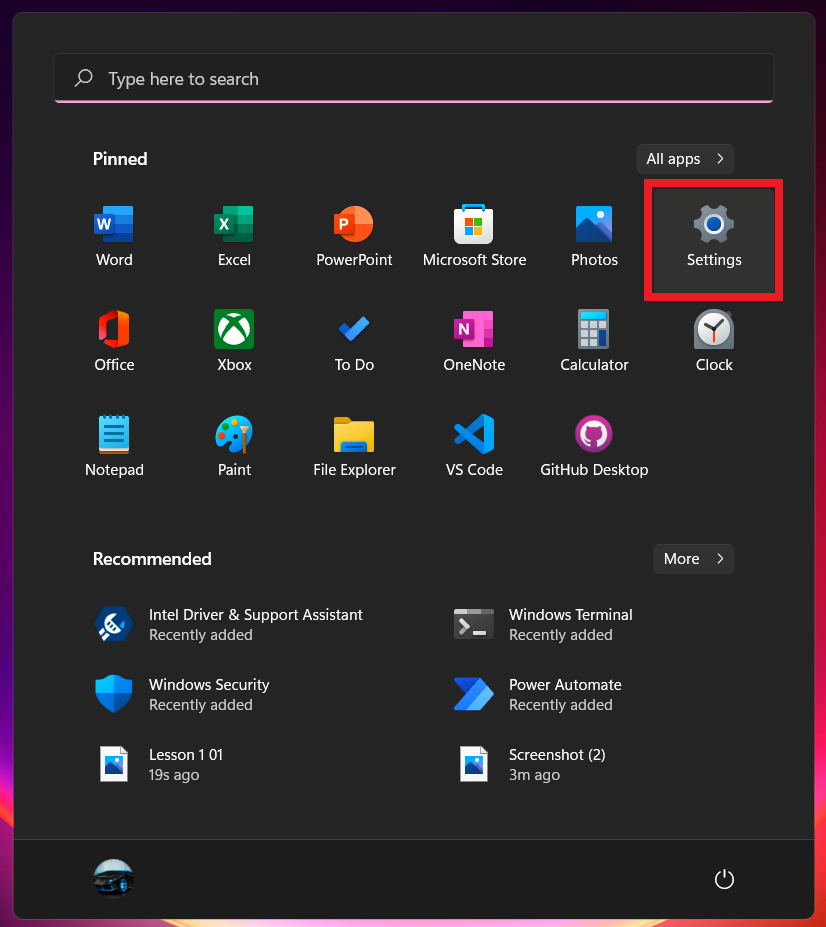 Type here to search
Pinned
All apps
Word
Excel
PowerPoint
Microsoft Store
Photos
Settings
Office
Xbox
To Do
OneNote
Calculator
Clock
Notepad
Paint
File Explorer
VS Code
GitHub Desktop
Recommended
More
Intel Driver & Support Assistant
Recently added
Windows Terminal
Recently added
Windows Security
Recently added
Power Automate
Recently added
Lesson 1 01
19s ago
Screenshot (2)
3m ago